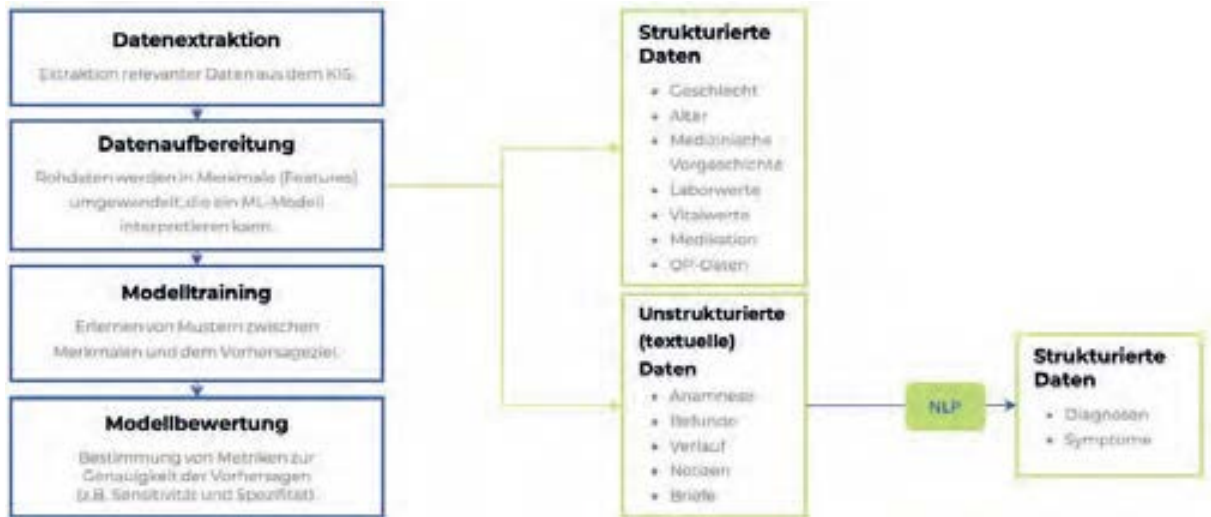 Datenextraktion
Extraktion relevanter Daten aus dem KIS.
Datenaufbereitung
Rohdaten werden in Merkmale (Features)
umgewandelt, die ein ML-Modell
interpretieren kann.
Modelltraining
Erlernen von Mustern zwischen
Merkmalen und dem Vorhersageziel.
Modellbewertung
Bestimmung von Metriken zur
Genauigkeit der Vorhersagen
(z.B. Sensitivität und Spezifität)
Strukturierte
Daten
• Geschlecht
• Alter
• Medizinische
Vorgeschichte
• Laborwerte
• Vitalwerte
• Medikation
• OP-Daten
Unstrukturierte
(textuelle)
Daten
• Anamnese
• Befunde
• Verlauf
• Notizen
• Briefe
NLP
Strukturierte
Daten
• Diagnosen
• Symptome